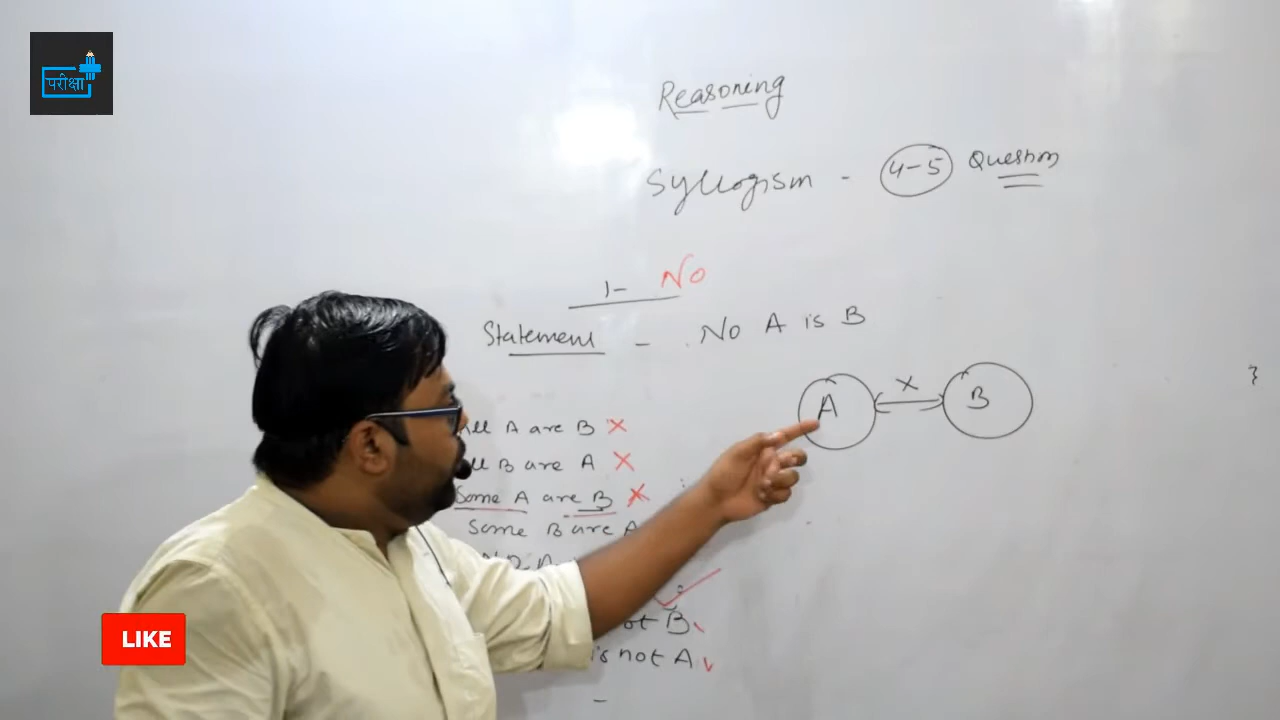 परीक्षा
Reasoning
Syllogism - 4-5 Question
1- No
Statement - No A is B
A X B
All A are B X
All B are A X
Some A are B X
Some B are A
No A
not B
is not A
LIKE